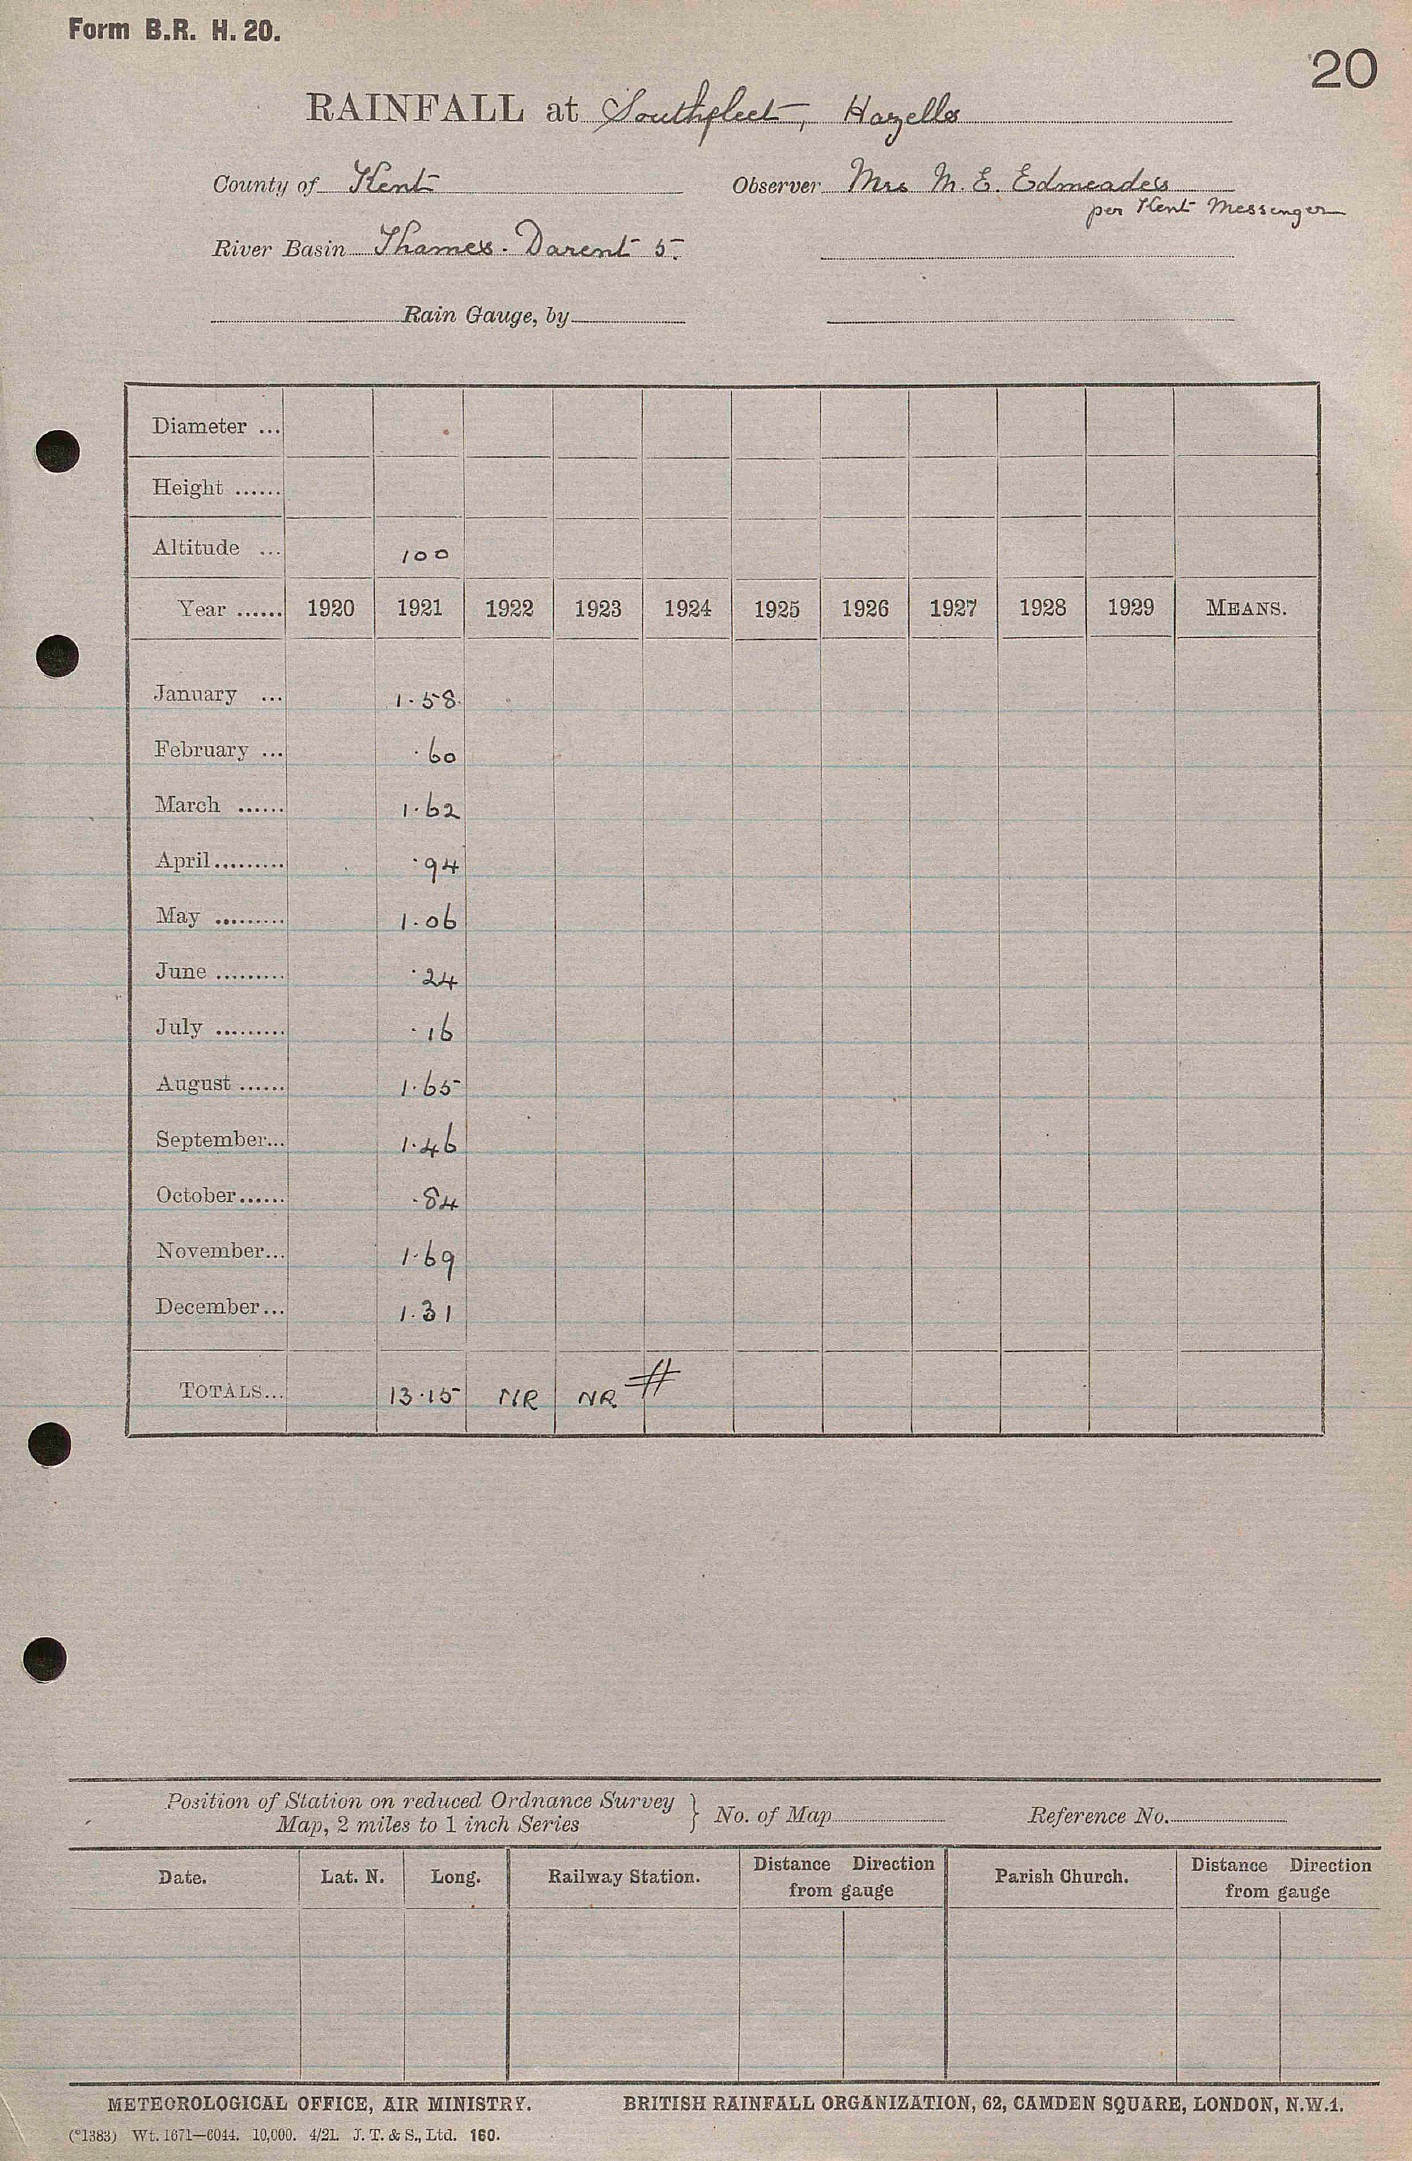 Form B.R. H. 20.
20
RAINFALL at Southfleet, Hazells
County of Kent Observer Mrs M. E. Edmeades
per Kent Messenger
River Basin Thames. Darent 5.
Rain Gauge, by
Diameter ...
Height ......
Altitude ... 100
Year ...... 1920 1921 1922 1923 1924 1925 1926 1927 1928 1929 MEANS.
January ... 1.58
February ... .60
March ...... 1.62
April......... .94
May ......... 1.06
June ......... .24
July ......... .16
August ...... 1.65
September... 1.46
October...... .84
November... 1.69
December... 1.31
TOTALS... 13.15 NR NR #
Position of Station on reduced Ordnance Survey
Map, 2 miles to 1 inch Series } No. of Map Reference No.
Date. Lat. N. Long. Railway Station. Distance Direction Parish Church. Distance Direction
from gauge from gauge
METEOROLOGICAL OFFICE, AIR MINISTRY. BRITISH RAINFALL ORGANIZATION, 62, CAMDEN SQUARE, LONDON, N.W.1.
(*1383) Wt. 1671—6044. 10,000. 4/21. J. T. & S., Ltd. 160.